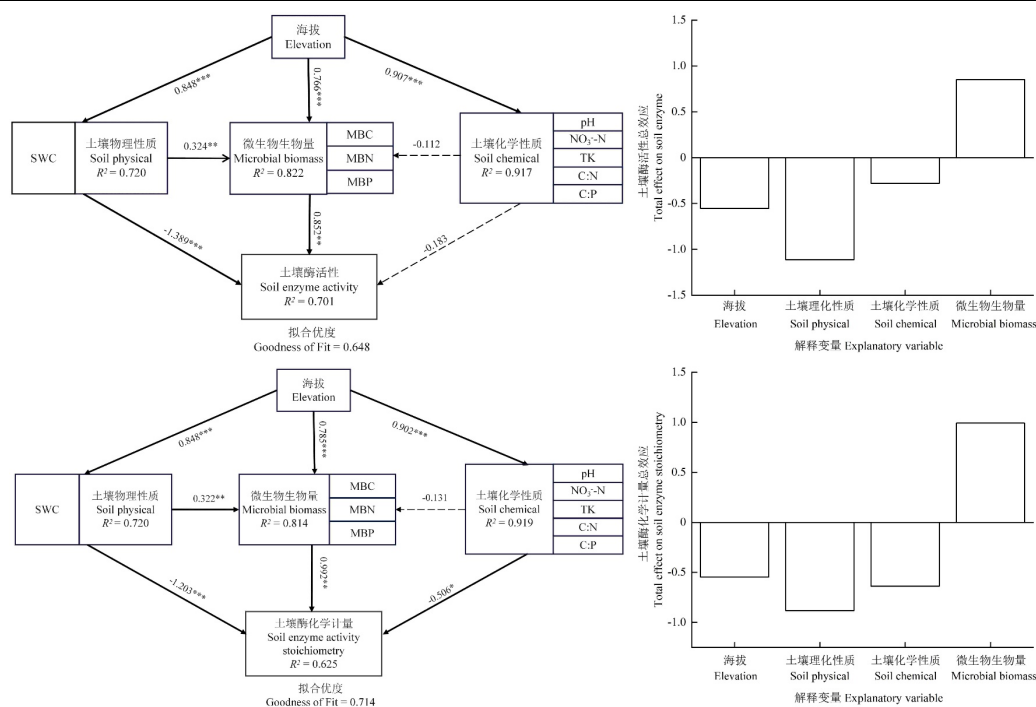 海拔
Elevation
0.848***
0.766***
0.907***
SWC
土壤物理性质
Soil physical
R² = 0.720
0.324**
微生物生物量
Microbial biomass
R² = 0.822
MBC
MBN
MBP
-0.112
土壤化学性质
Soil chemical
R² = 0.917
pH
NO₃⁻-N
TK
C:N
C:P
-1.389***
0.852**
-0.183
土壤酶活性
Soil enzyme activity
R² = 0.701
拟合优度
Goodness of Fit = 0.648
土壤酶活性总效应
Total effect on soil enzyme
1.5
1.0
0.5
0
-0.5
-1.0
-1.5
海拔
Elevation
土壤理化性质
Soil physical
土壤化学性质
Soil chemical
微生物生物量
Microbial biomass
解释变量 Explanatory variable
海拔
Elevation
0.848***
0.785***
0.902***
SWC
土壤物理性质
Soil physical
R² = 0.720
0.322**
微生物生物量
Microbial biomass
R² = 0.814
MBC
MBN
MBP
-0.131
土壤化学性质
Soil chemical
R² = 0.919
pH
NO₃⁻-N
TK
C:N
C:P
-1.203***
0.992**
-0.506*
土壤酶化学计量
Soil enzyme activity
stoichiometry
R² = 0.625
拟合优度
Goodness of Fit = 0.714
土壤酶化学计量总效应
Total effect on soil enzyme stoichiometry
1.0
0.5
0
-0.5
-1.0
海拔
Elevation
土壤理化性质
Soil physical
土壤化学性质
Soil chemical
微生物生物量
Microbial biomass
解释变量 Explanatory variable